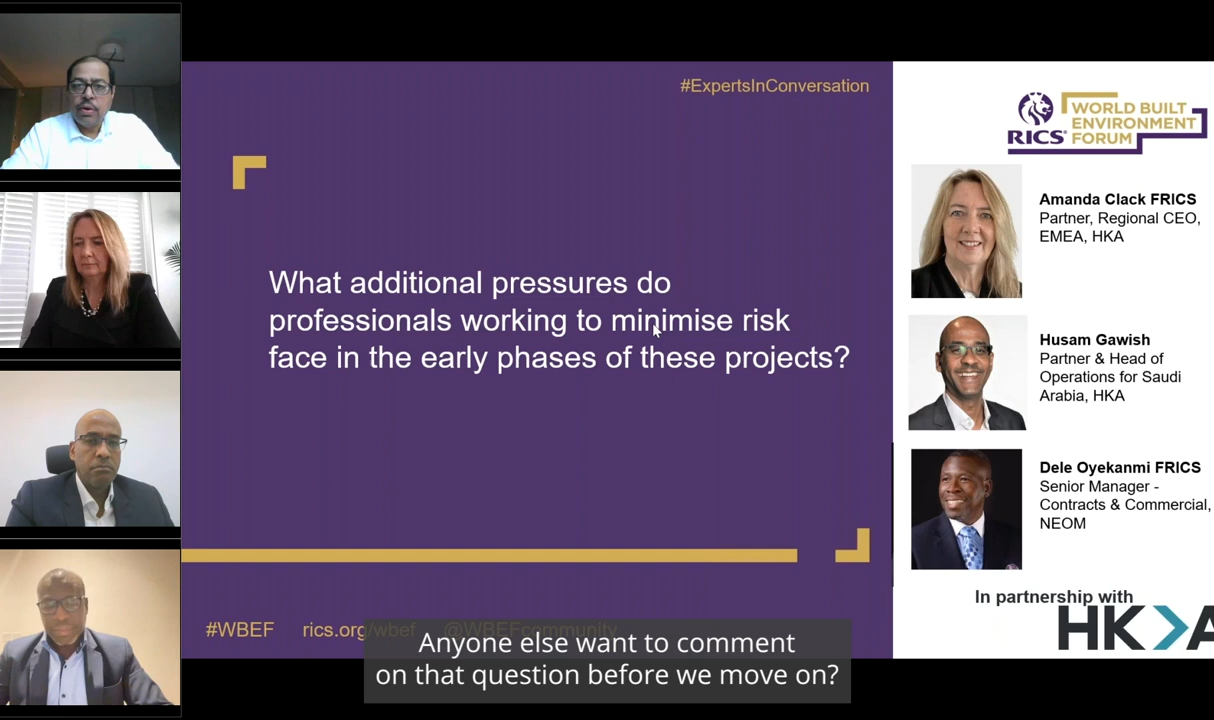 #ExpertsInConversation
What additional pressures do
professionals working to minimise risk
face in the early phases of these projects?
#WBEF rics.org/wbef @WBEFcommunity
RICS
WORLD BUILT
ENVIRONMENT
FORUM
Amanda Clack FRICS
Partner, Regional CEO,
EMEA, HKA
Husam Gawish
Partner & Head of
Operations for Saudi
Arabia, HKA
Dele Oyekanmi FRICS
Senior Manager -
Contracts & Commercial,
NEOM
In partnership with
HKA
Anyone else want to comment
on that question before we move on?